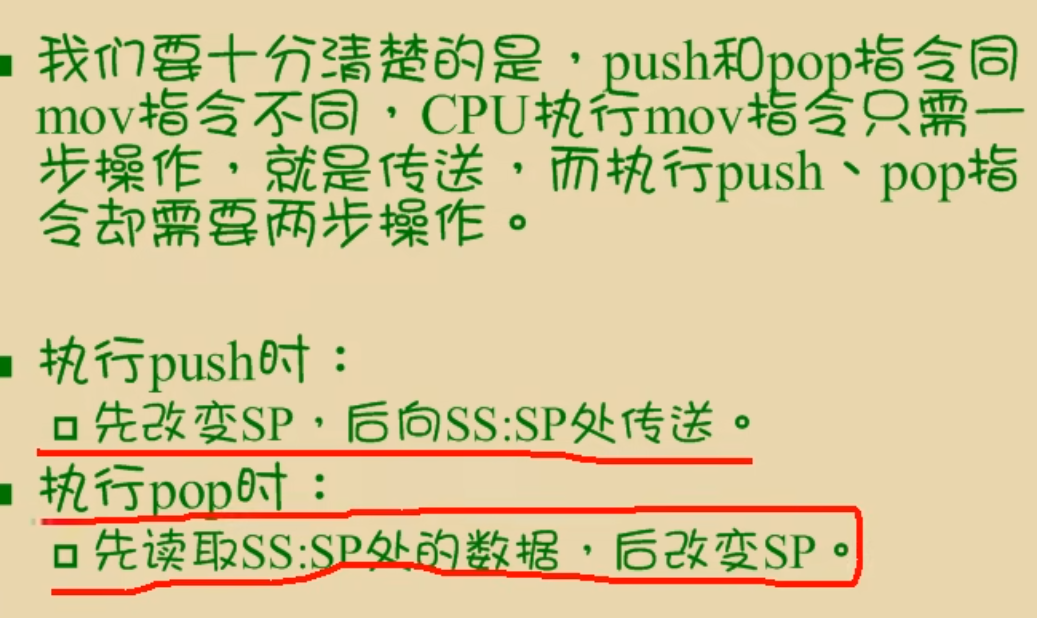 我们要十分清楚的是，push和pop指令同
mov指令不同，CPU执行mov指令只需一
步操作，就是传送，而执行push、pop指
令却需要两步操作。
执行push时：
先改变SP，后向SS:SP处传送。
执行pop时：
先读取SS:SP处的数据，后改变SP。